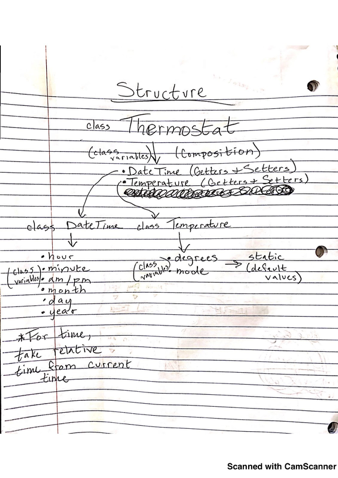 Structure
class Thermostat
(class variables) (Composition)
• DateTime (Getters + Setters)
• Temperature (Getters + Setters)
class DateTime class Temperature
• hour
• minute
• am/pm
• month
• day
• year
(class variables)
• degrees
• mode
(class variables)
→ static
(default
values)
* For time,
take relative
time from current
time
Scanned with CamScanner